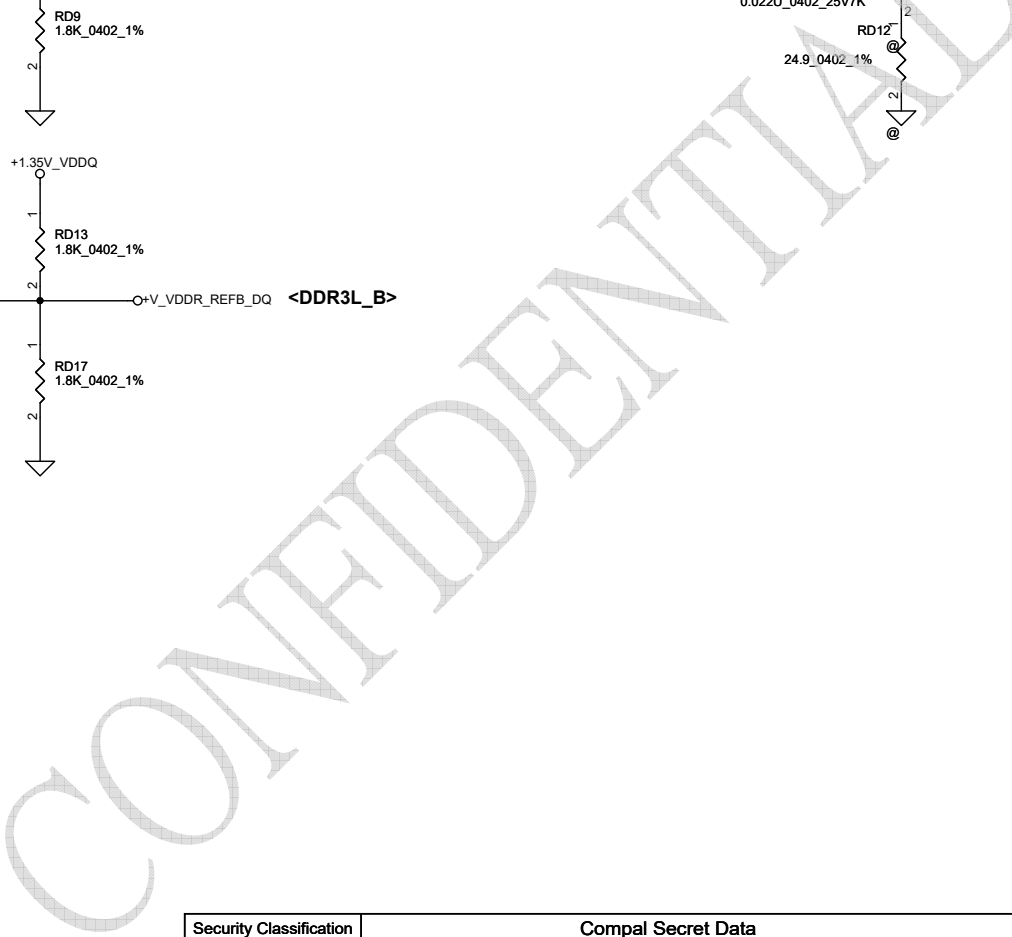 RD9
1.8K_0402_1%
2
0.022U_0402_25V7K
2
1
RD12
@
24.9_0402_1%
2
@
+1.35V_VDDQ
1
RD13
1.8K_0402_1%
2
+V_VDDR_REFB_DQ <DDR3L_B>
1
RD17
1.8K_0402_1%
2
CONFIDENTIAL
Security Classification Compal Secret Data